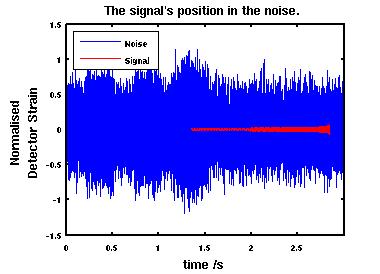 The signal's position in the noise.
1.5
1
0.5
0
-0.5
-1
-1.5
Normalised
Detector Strain
Noise
Signal
0
0.5
1
1.5
2
2.5
time /s